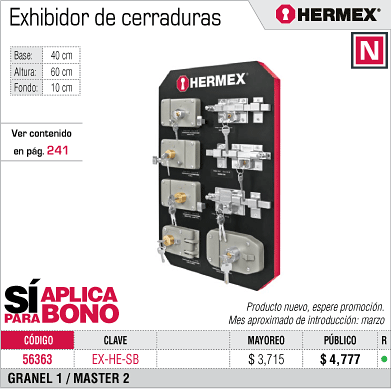 Exhibidor de cerraduras
HERMEX®
N
Base: 40 cm
Altura: 60 cm
Fondo: 10 cm
HERMEX
Ver contenido
en pág. 241
SÍ APLICA
PARA BONO
Producto nuevo, espere promoción.
Mes aproximado de introducción: marzo
CÓDIGO CLAVE MAYOREO PÚBLICO R
56363 EX-HE-SB $ 3,715 $ 4,777
GRANEL 1 / MASTER 2